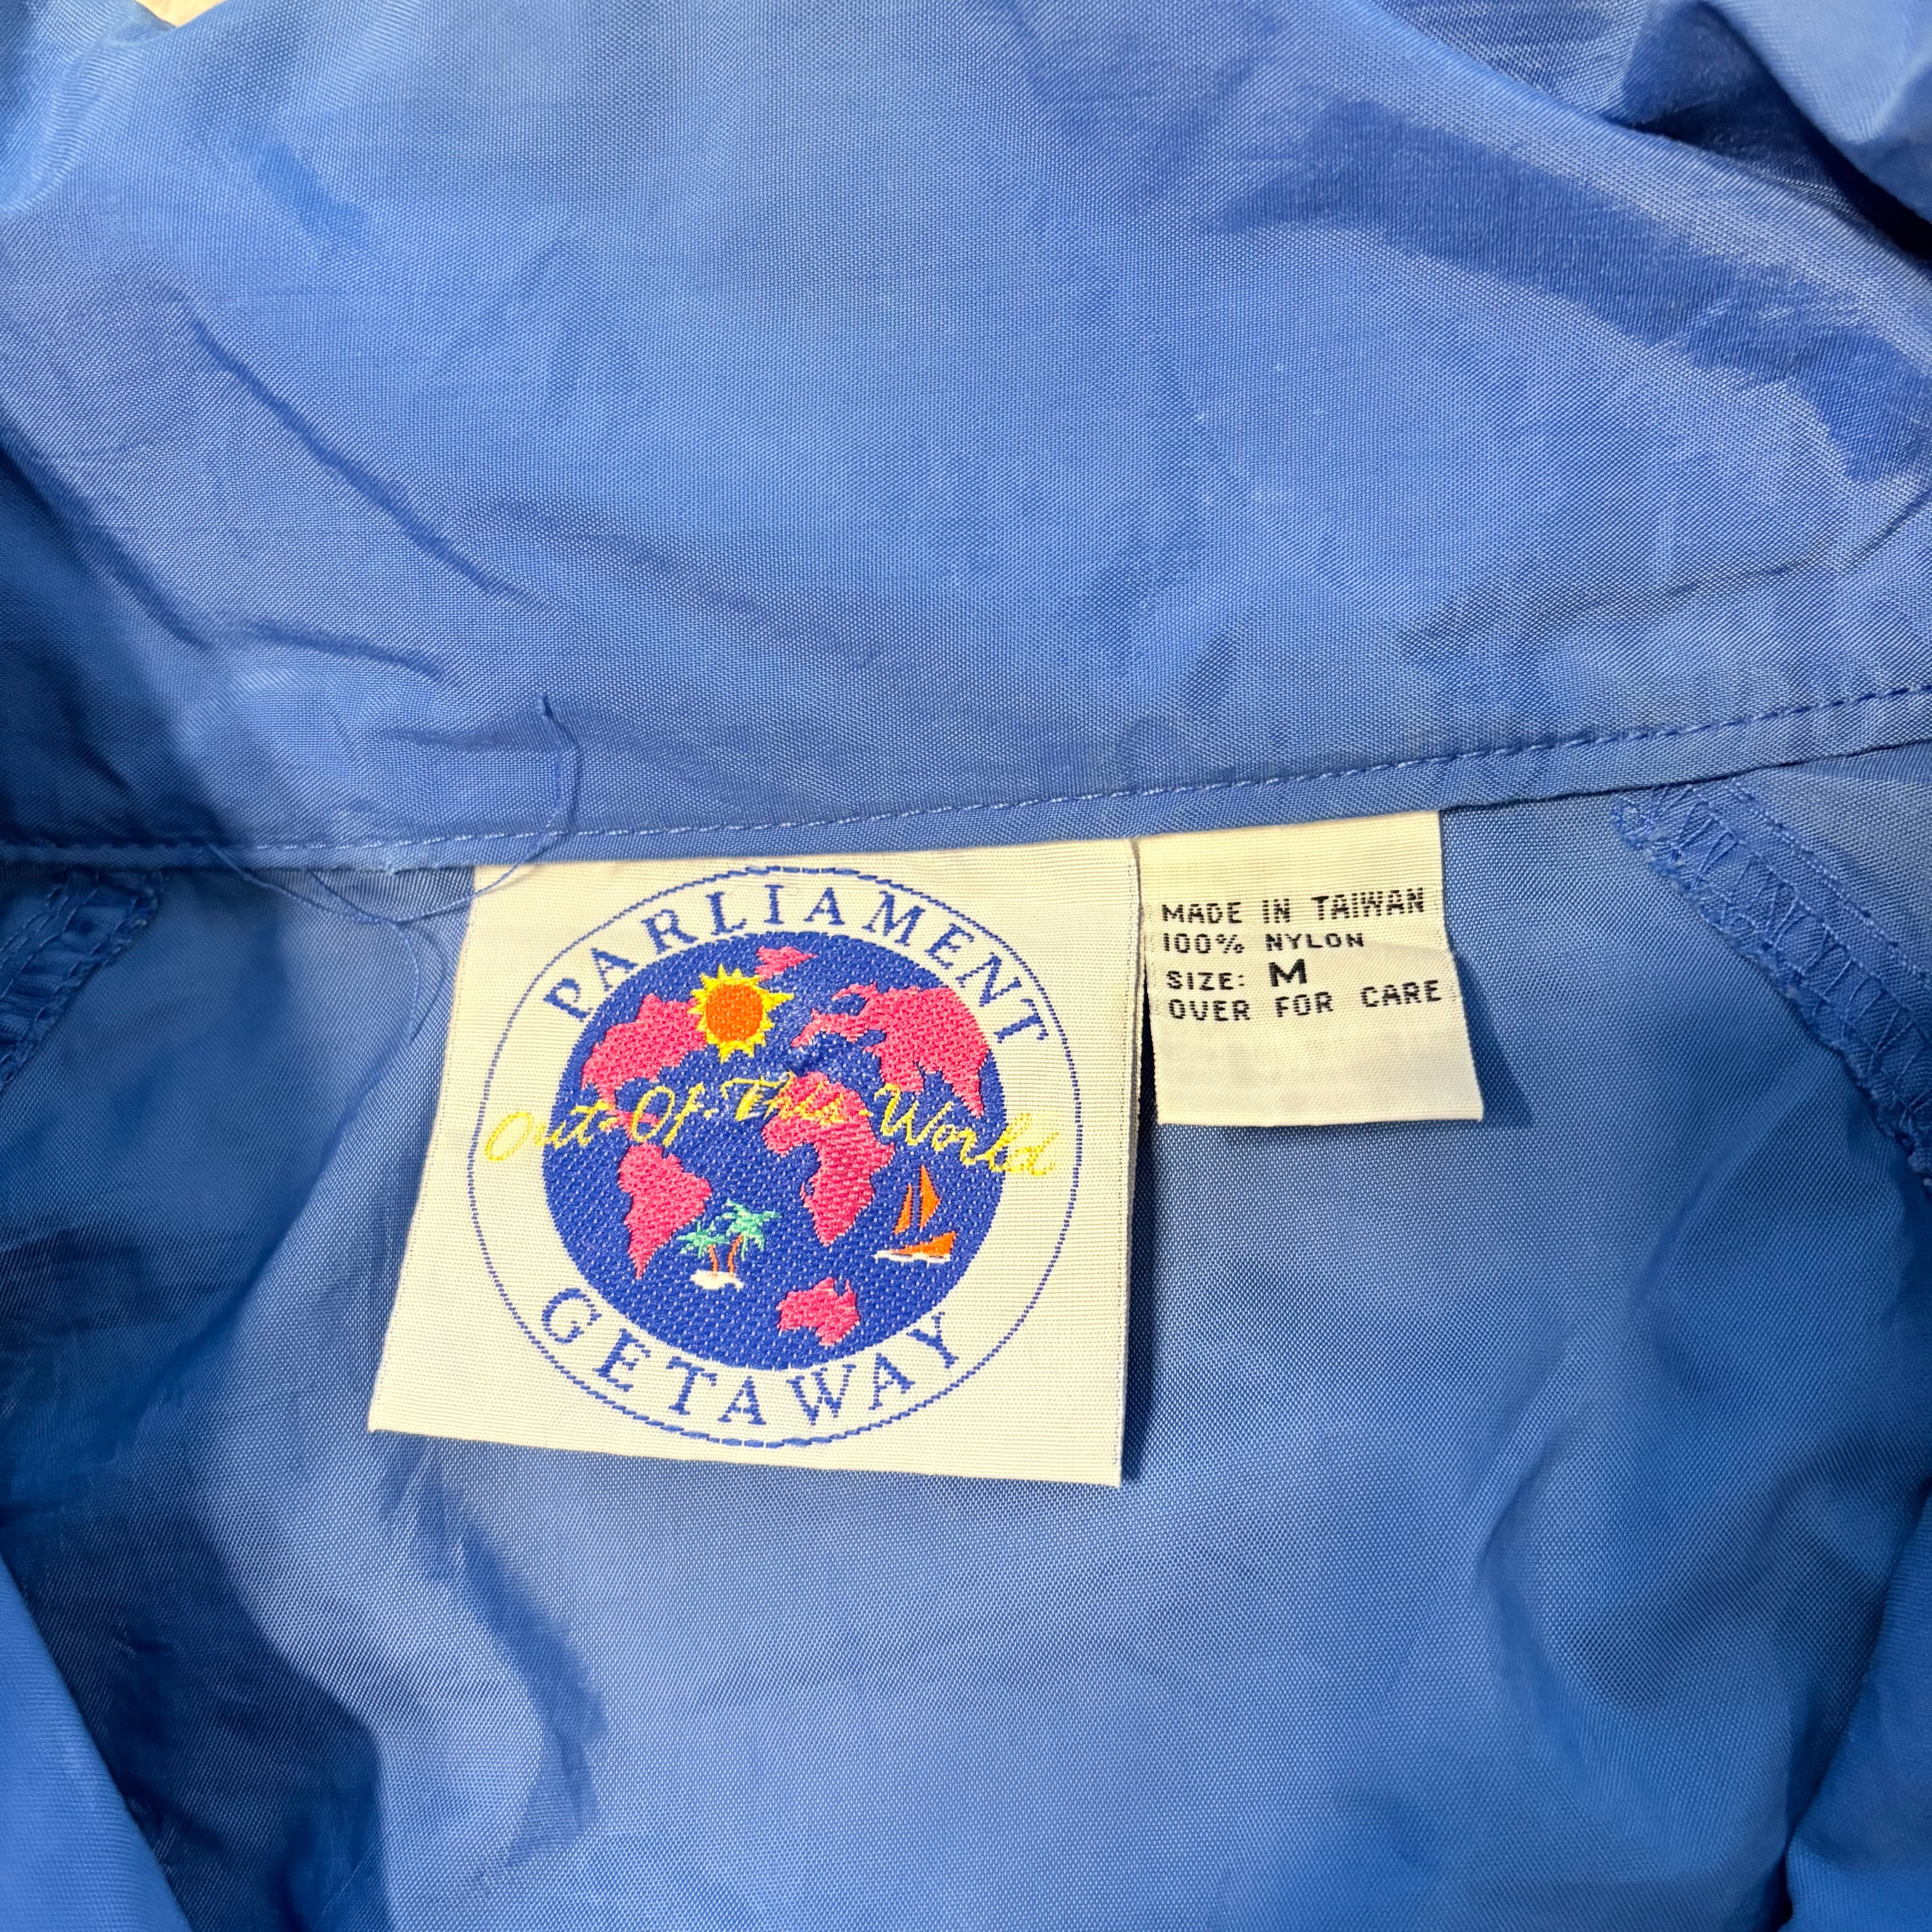 PARLIAMENT
Out-Of-This-World
GETAWAY
MADE IN TAIWAN
100% NYLON
SIZE: M
OVER FOR CARE